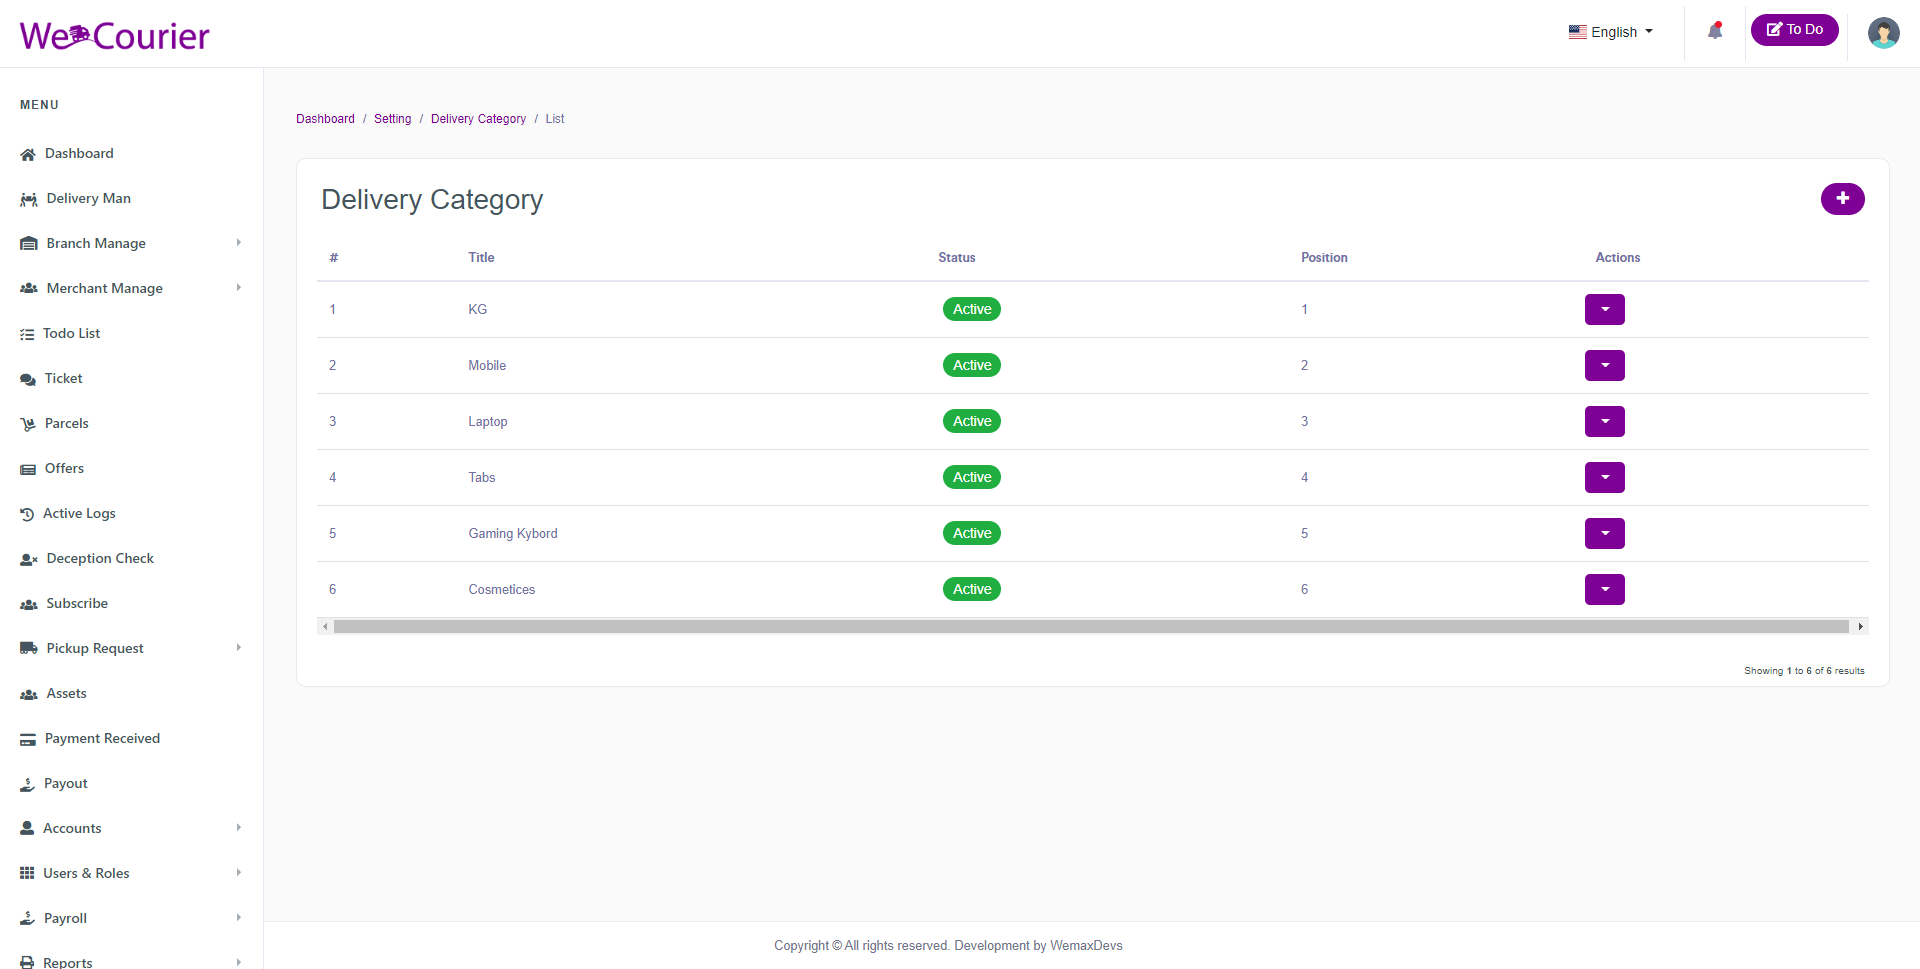 We Courier
English
To Do
MENU
Dashboard
Delivery Man
Branch Manage
Merchant Manage
Todo List
Ticket
Parcels
Offers
Active Logs
Deception Check
Subscribe
Pickup Request
Assets
Payment Received
Payout
Accounts
Users & Roles
Payroll
Reports
Dashboard / Setting / Delivery Category / List
Delivery Category
# Title Status Position Actions
1 KG Active 1
2 Mobile Active 2
3 Laptop Active 3
4 Tabs Active 4
5 Gaming Kybord Active 5
6 Cosmetices Active 6
Showing 1 to 6 of 6 results
Copyright © All rights reserved. Development by WemaxDevs